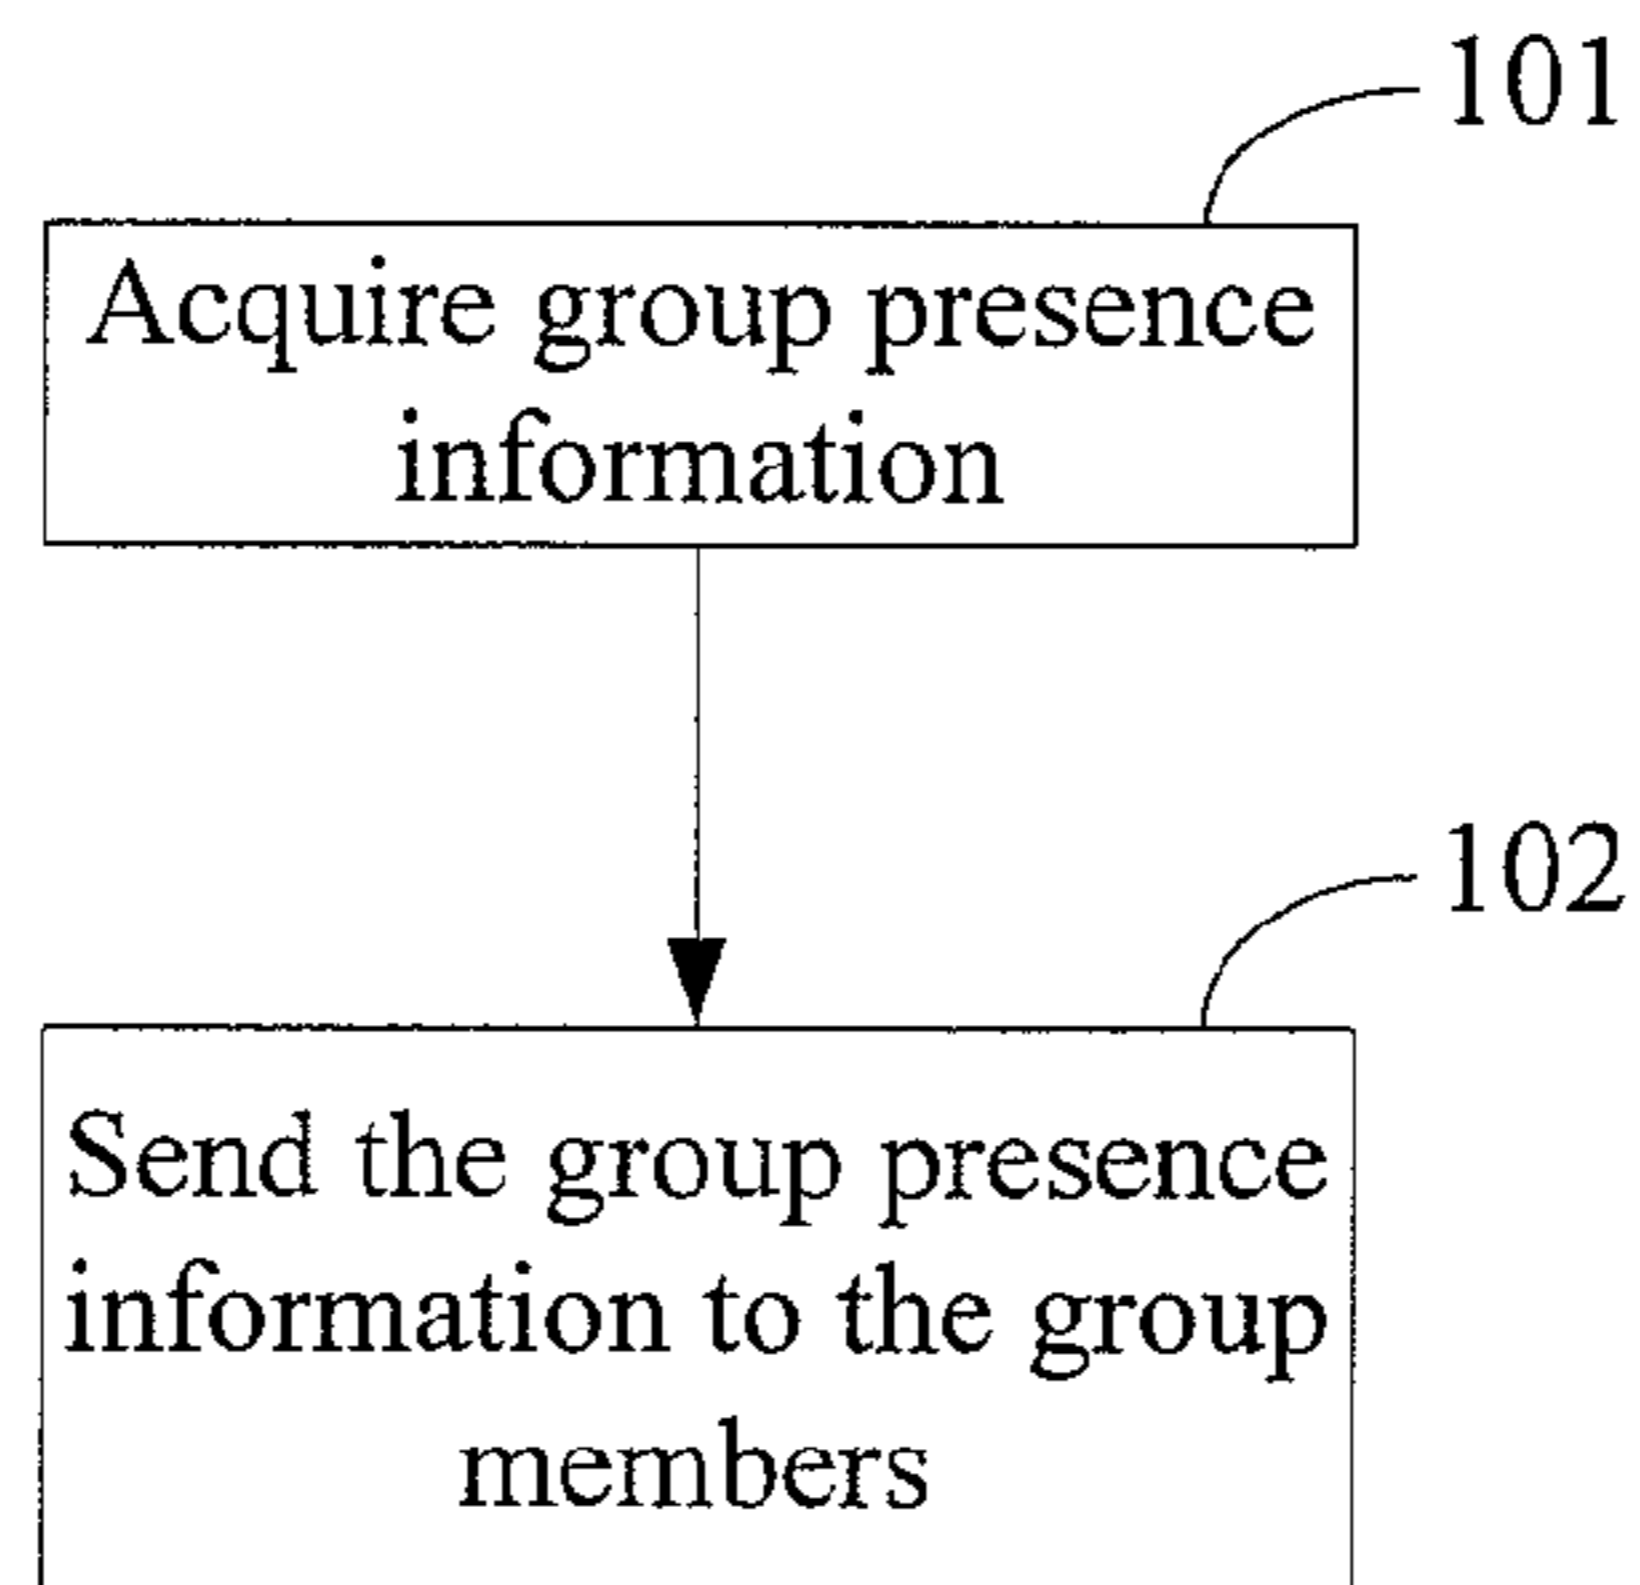 101
Acquire group presence
information
102
Send the group presence
information to the group
members